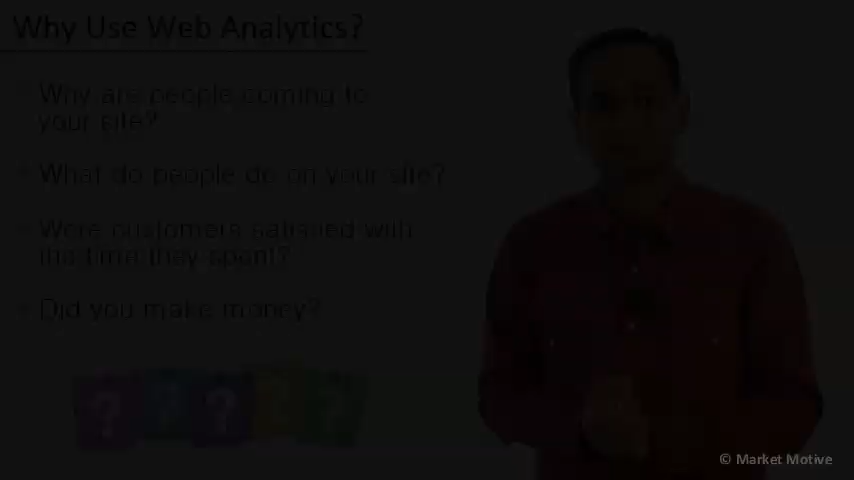 Why Use Web Analytics?
Why are people coming to
your site?
What do people do on your site?
Were customers satisfied with
the time they spent?
Did you make money?
? ? ? ? ?
© Market Motive